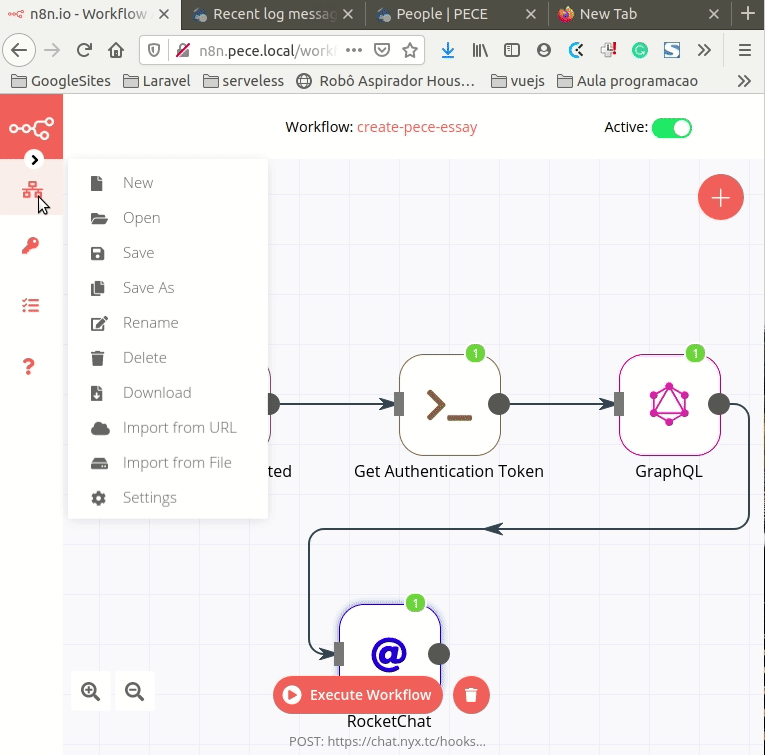 n8n.io - Workflow
Recent log messag
People | PECE
New Tab
n8n.pece.local/workf
GoogleSites
Laravel
serveless
Robô Aspirador Hous...
vuejs
Aula programacao
Workflow: create-pece-essay
Active:
New
Open
Save
Save As
Rename
Delete
Download
Import from URL
Import from File
Settings
1
1
ted
Get Authentication Token
GraphQL
1
@
Execute Workflow
RocketChat
POST: https://chat.nyx.tc/hooks...